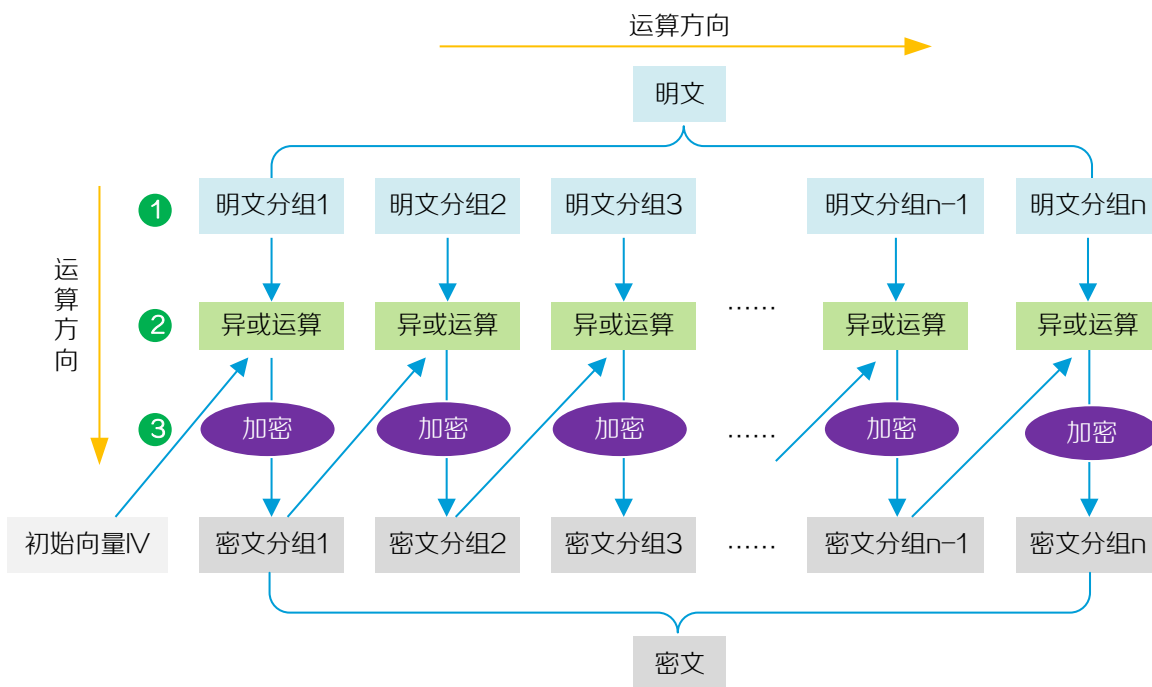 运算方向
明文
运算方向
1
明文分组1
明文分组2
明文分组3
明文分组n-1
明文分组n
2
异或运算
异或运算
异或运算
……
异或运算
异或运算
3
加密
加密
加密
……
加密
加密
初始向量IV
密文分组1
密文分组2
密文分组3
……
密文分组n-1
密文分组n
密文